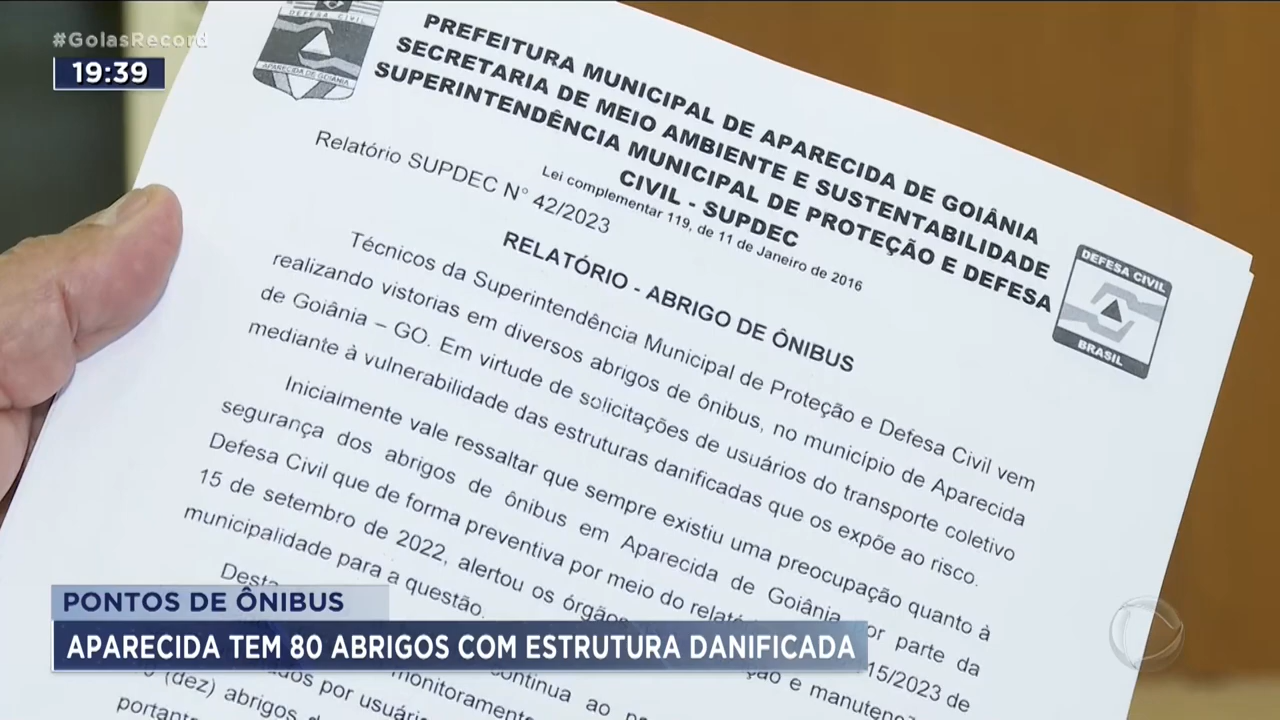 #GoiásRecord
19:39
DEFESA CIVIL
APARECIDA DE GOIÂNIA
PREFEITURA MUNICIPAL DE APARECIDA DE GOIÂNIA
SECRETARIA DE MEIO AMBIENTE E SUSTENTABILIDADE
SUPERINTENDÊNCIA MUNICIPAL DE PROTEÇÃO E DEFESA
CIVIL - SUPDEC
Lei complementar 119, de 11 de Janeiro de 2016
DEFESA CIVIL
BRASIL
Relatório SUPDEC N° 42/2023
RELATÓRIO - ABRIGO DE ÔNIBUS
Técnicos da Superintendência Municipal de Proteção e Defesa Civil vem
realizando vistorias em diversos abrigos de ônibus, no município de Aparecida
de Goiânia – GO. Em virtude de solicitações de usuários do transporte coletivo
mediante à vulnerabilidade das estruturas danificadas que os expõe ao risco.
Inicialmente vale ressaltar que sempre existiu uma preocupação quanto à
segurança dos abrigos de ônibus em Aparecida de Goiânia por parte da
Defesa Civil que de forma preventiva por meio do 15/2023 de
15 de setembro de 2022, alertou os
municipalidade para a questão.
continua ao
por monitoramento
(dez) abrigos
PONTOS DE ÔNIBUS
APARECIDA TEM 80 ABRIGOS COM ESTRUTURA DANIFICADA